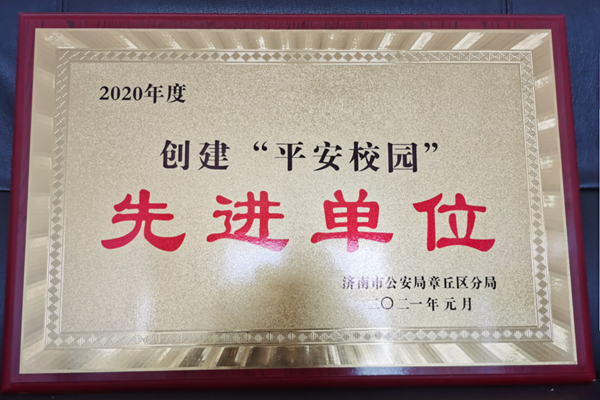 2020年度
创建“平安校园”
先进单位
济南市公安局章丘区分局
二〇二一年元月